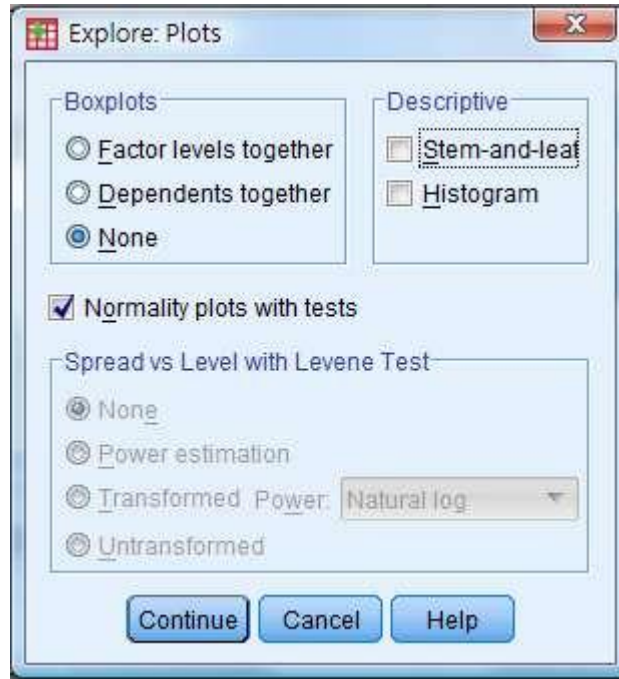 Explore: Plots
Boxplots
Factor levels together
Dependents together
None
Descriptive
Stem-and-leaf
Histogram
Normality plots with tests
Spread vs Level with Levene Test
None
Power estimation
Transformed Power: Natural log
Untransformed
Continue Cancel Help